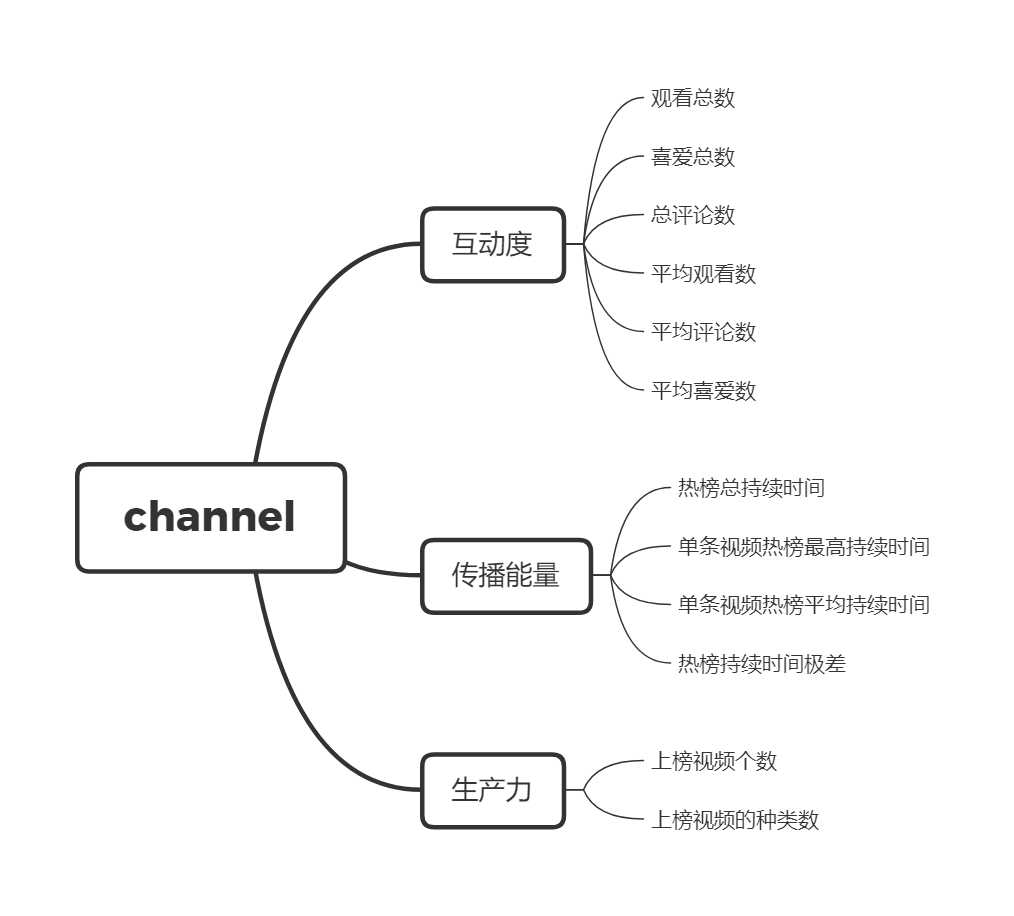 channel
互动度
观看总数
喜爱总数
总评论数
平均观看数
平均评论数
平均喜爱数
传播能量
热榜总持续时间
单条视频热榜最高持续时间
单条视频热榜平均持续时间
热榜持续时间极差
生产力
上榜视频个数
上榜视频的种类数